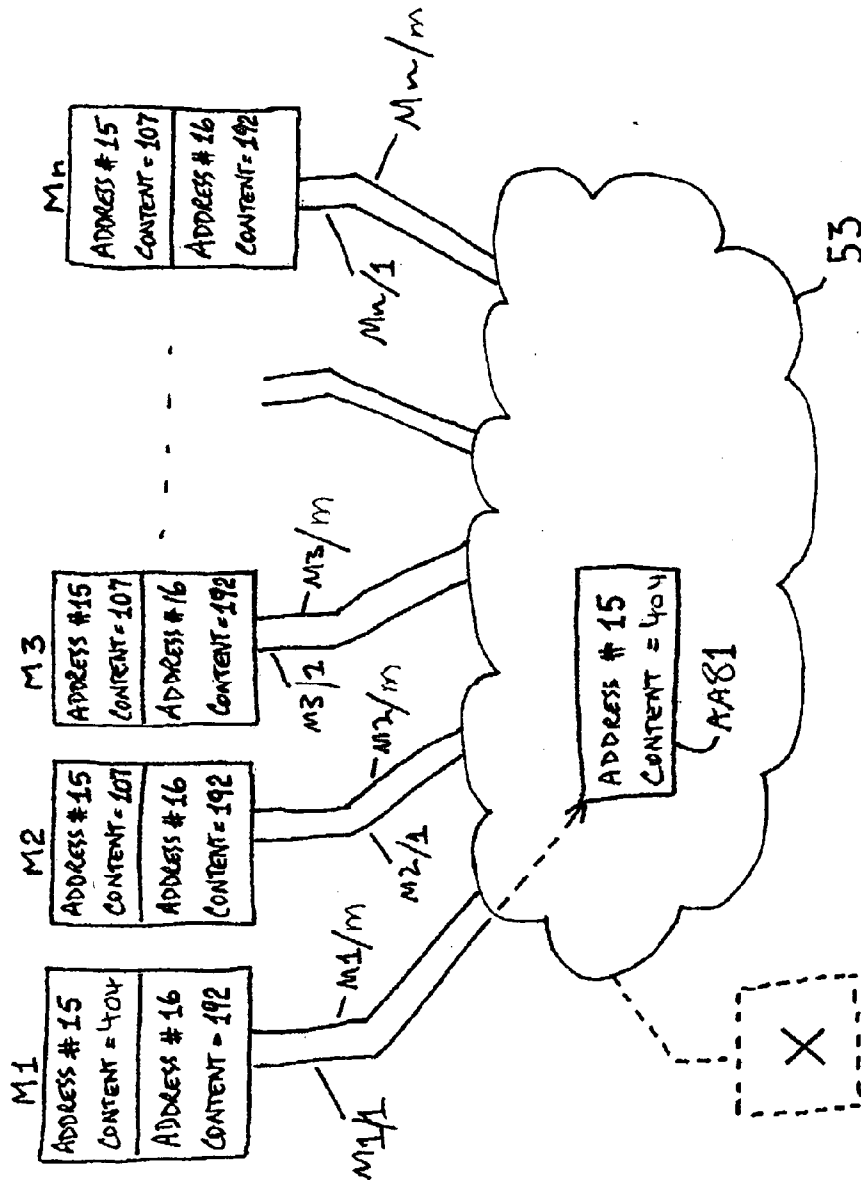 M1
ADDRESS # 15
CONTENT = 404
ADDRESS # 16
CONTENT = 192
M2
ADDRESS # 15
CONTENT = 107
ADDRESS # 16
CONTENT = 192
M3
ADDRESS #15
CONTENT = 107
ADDRESS #16
CONTENT = 192
Mn
ADDRESS # 15
CONTENT = 107
ADDRESS # 16
CONTENT = 192
M1/1
M1/m
M2/1
M2/m
M3/1
M3/m
Mn/1
Mn/m
ADDRESS # 15
CONTENT = 404
AA81
53
X